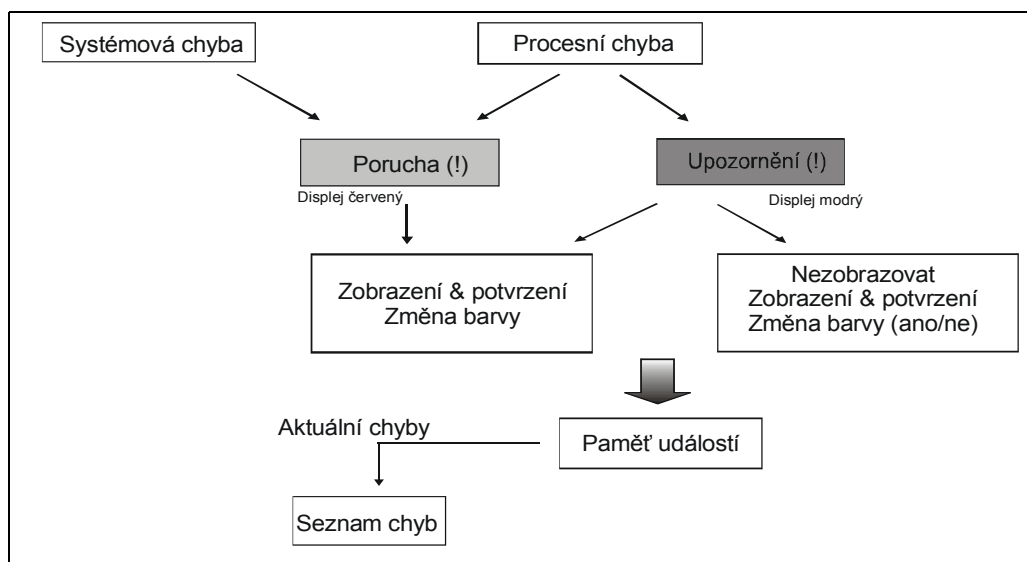 Systémová chyba
Procesní chyba
Porucha (!)
Upozornění (!)
Displej červený
Displej modrý
Zobrazení & potvrzení
Změna barvy
Nezobrazovat
Zobrazení & potvrzení
Změna barvy (ano/ne)
Aktuální chyby
Paměť událostí
Seznam chyb